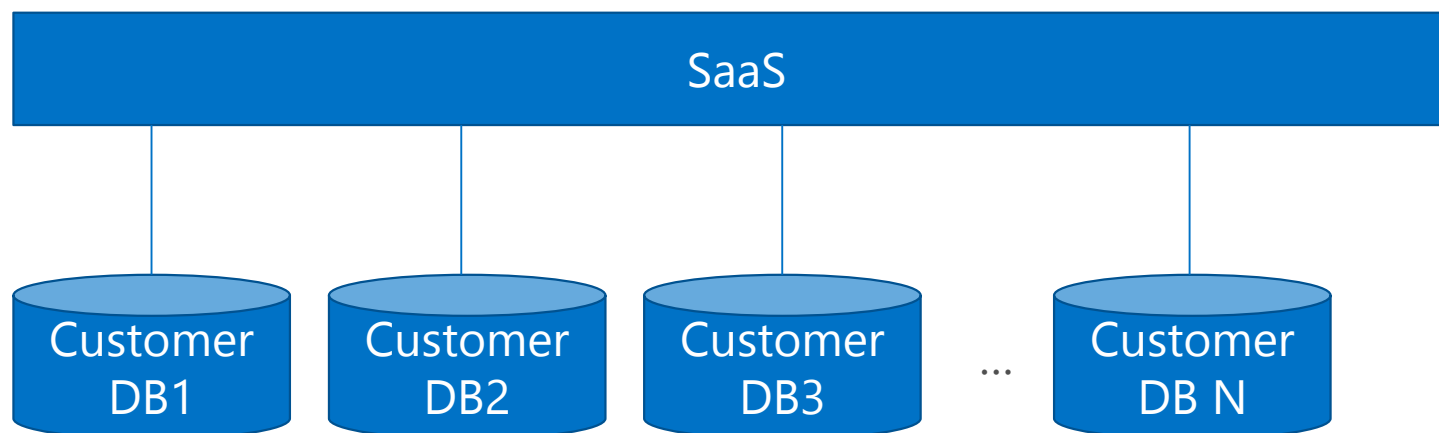 SaaS
Customer
DB1
Customer
DB2
Customer
DB3
...
Customer
DB N